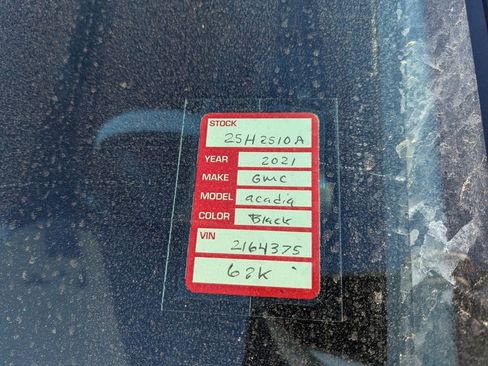 STOCK
25H2510A
YEAR 2021
MAKE GMC
MODEL acadia
COLOR Black
VIN
2164375
62K